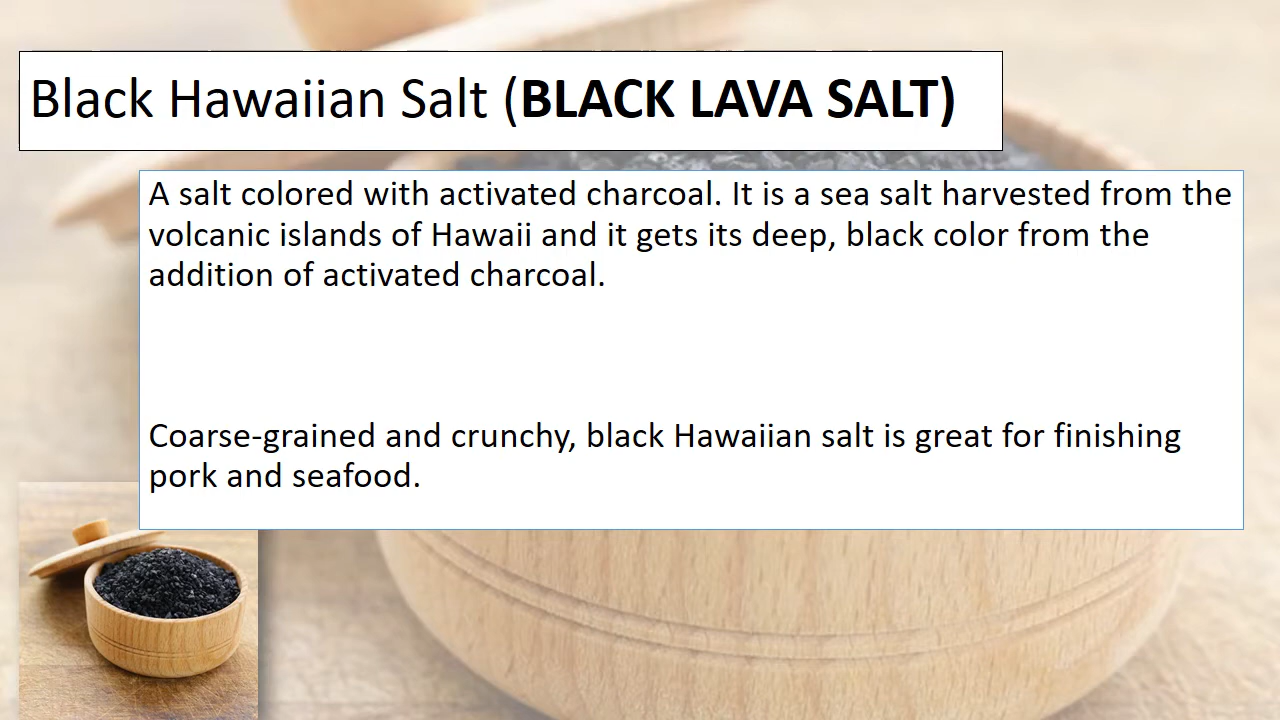 Black Hawaiian Salt (BLACK LAVA SALT)
A salt colored with activated charcoal. It is a sea salt harvested from the
volcanic islands of Hawaii and it gets its deep, black color from the
addition of activated charcoal.
Coarse-grained and crunchy, black Hawaiian salt is great for finishing
pork and seafood.